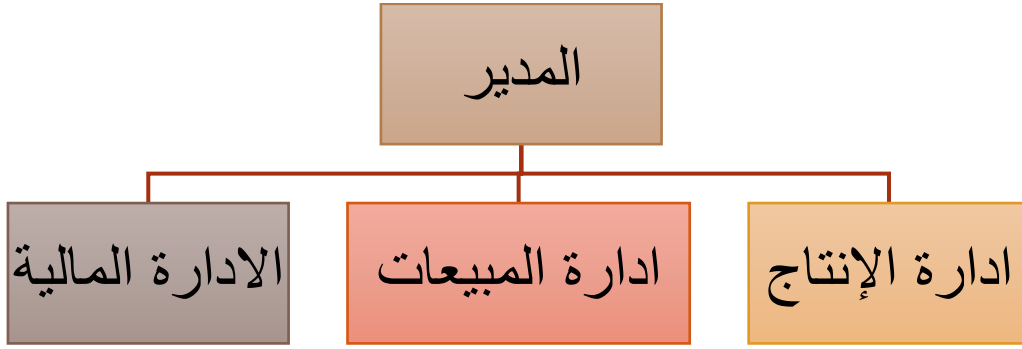 المدير
ادارة الإنتاج
ادارة المبيعات
الادارة المالية